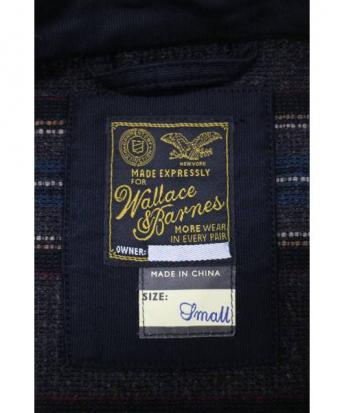 NEW YORK
MADE EXPRESSLY
FOR
Wallace
& Barnes
MORE WEAR
IN EVERY PAIR
OWNER:
MADE IN CHINA
SIZE:
Small